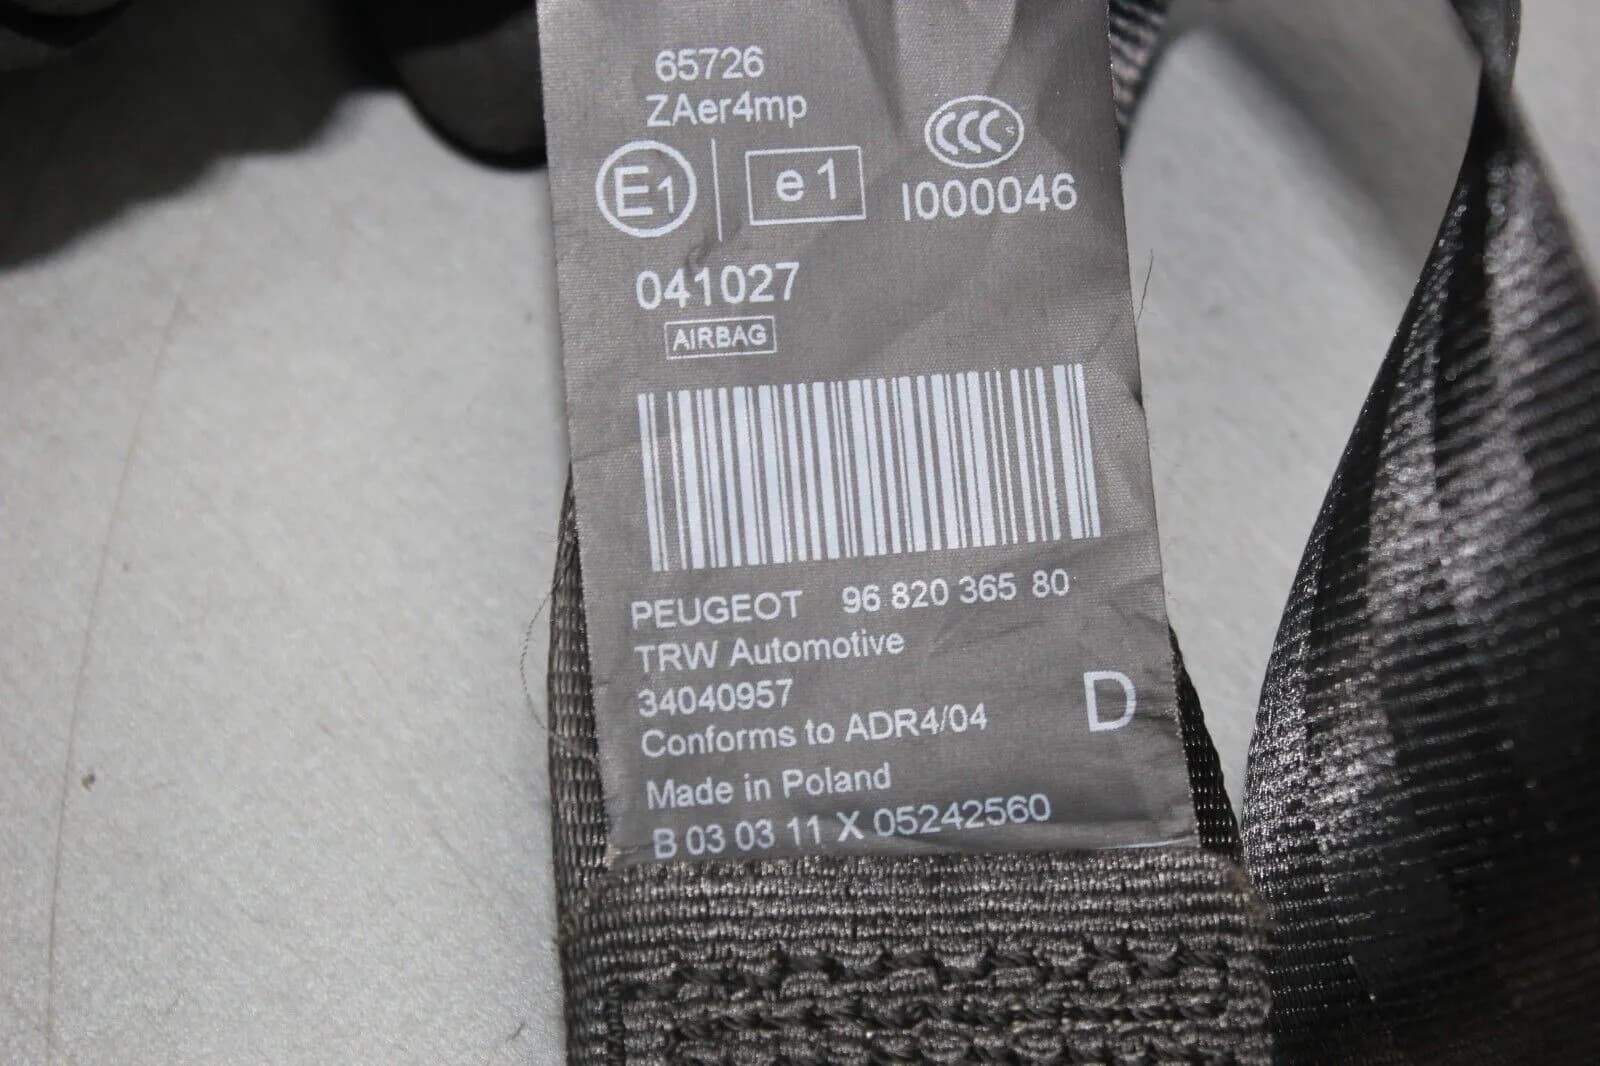 65726
ZAer4mp
E1 e1 CCC S
I000046
041027
AIRBAG
PEUGEOT 96 820 365 80
TRW Automotive
34040957
Conforms to ADR4/04
D
Made in Poland
B 03 03 11 X 05242560